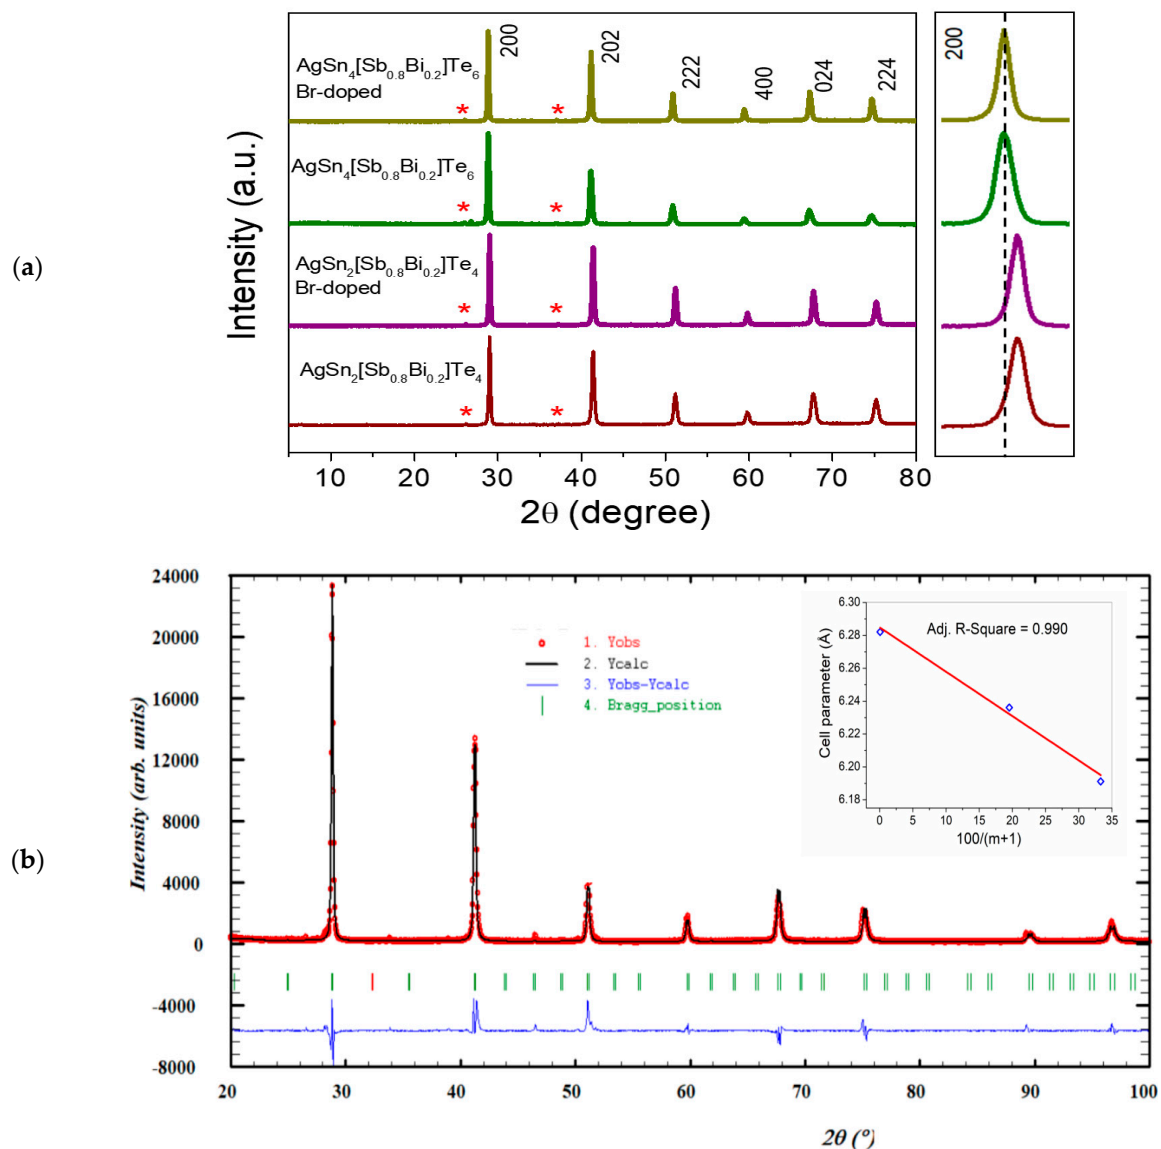 (a)
Intensity (a.u.)
AgSn4[Sb0.8Bi0.2]Te6
Br-doped
AgSn4[Sb0.8Bi0.2]Te6
AgSn2[Sb0.8Bi0.2]Te4
Br-doped
AgSn2[Sb0.8Bi0.2]Te4
* *
* *
* *
* *
200 202 222 400 024 224
200
10 20 30 40 50 60 70 80
2θ (degree)
(b)
Intensity (arb. units)
24000
20000
16000
12000
8000
4000
0
-4000
-8000
1. Yobs
2. Ycalc
3. Yobs-Ycalc
4. Bragg_position
Adj. R-Square = 0.990
Cell parameter (Å)
6.30
6.28
6.26
6.24
6.22
6.20
6.18
0 5 10 15 20 25 30 35
100/(m+1)
20 30 40 50 60 70 80 90 100
2θ (°)